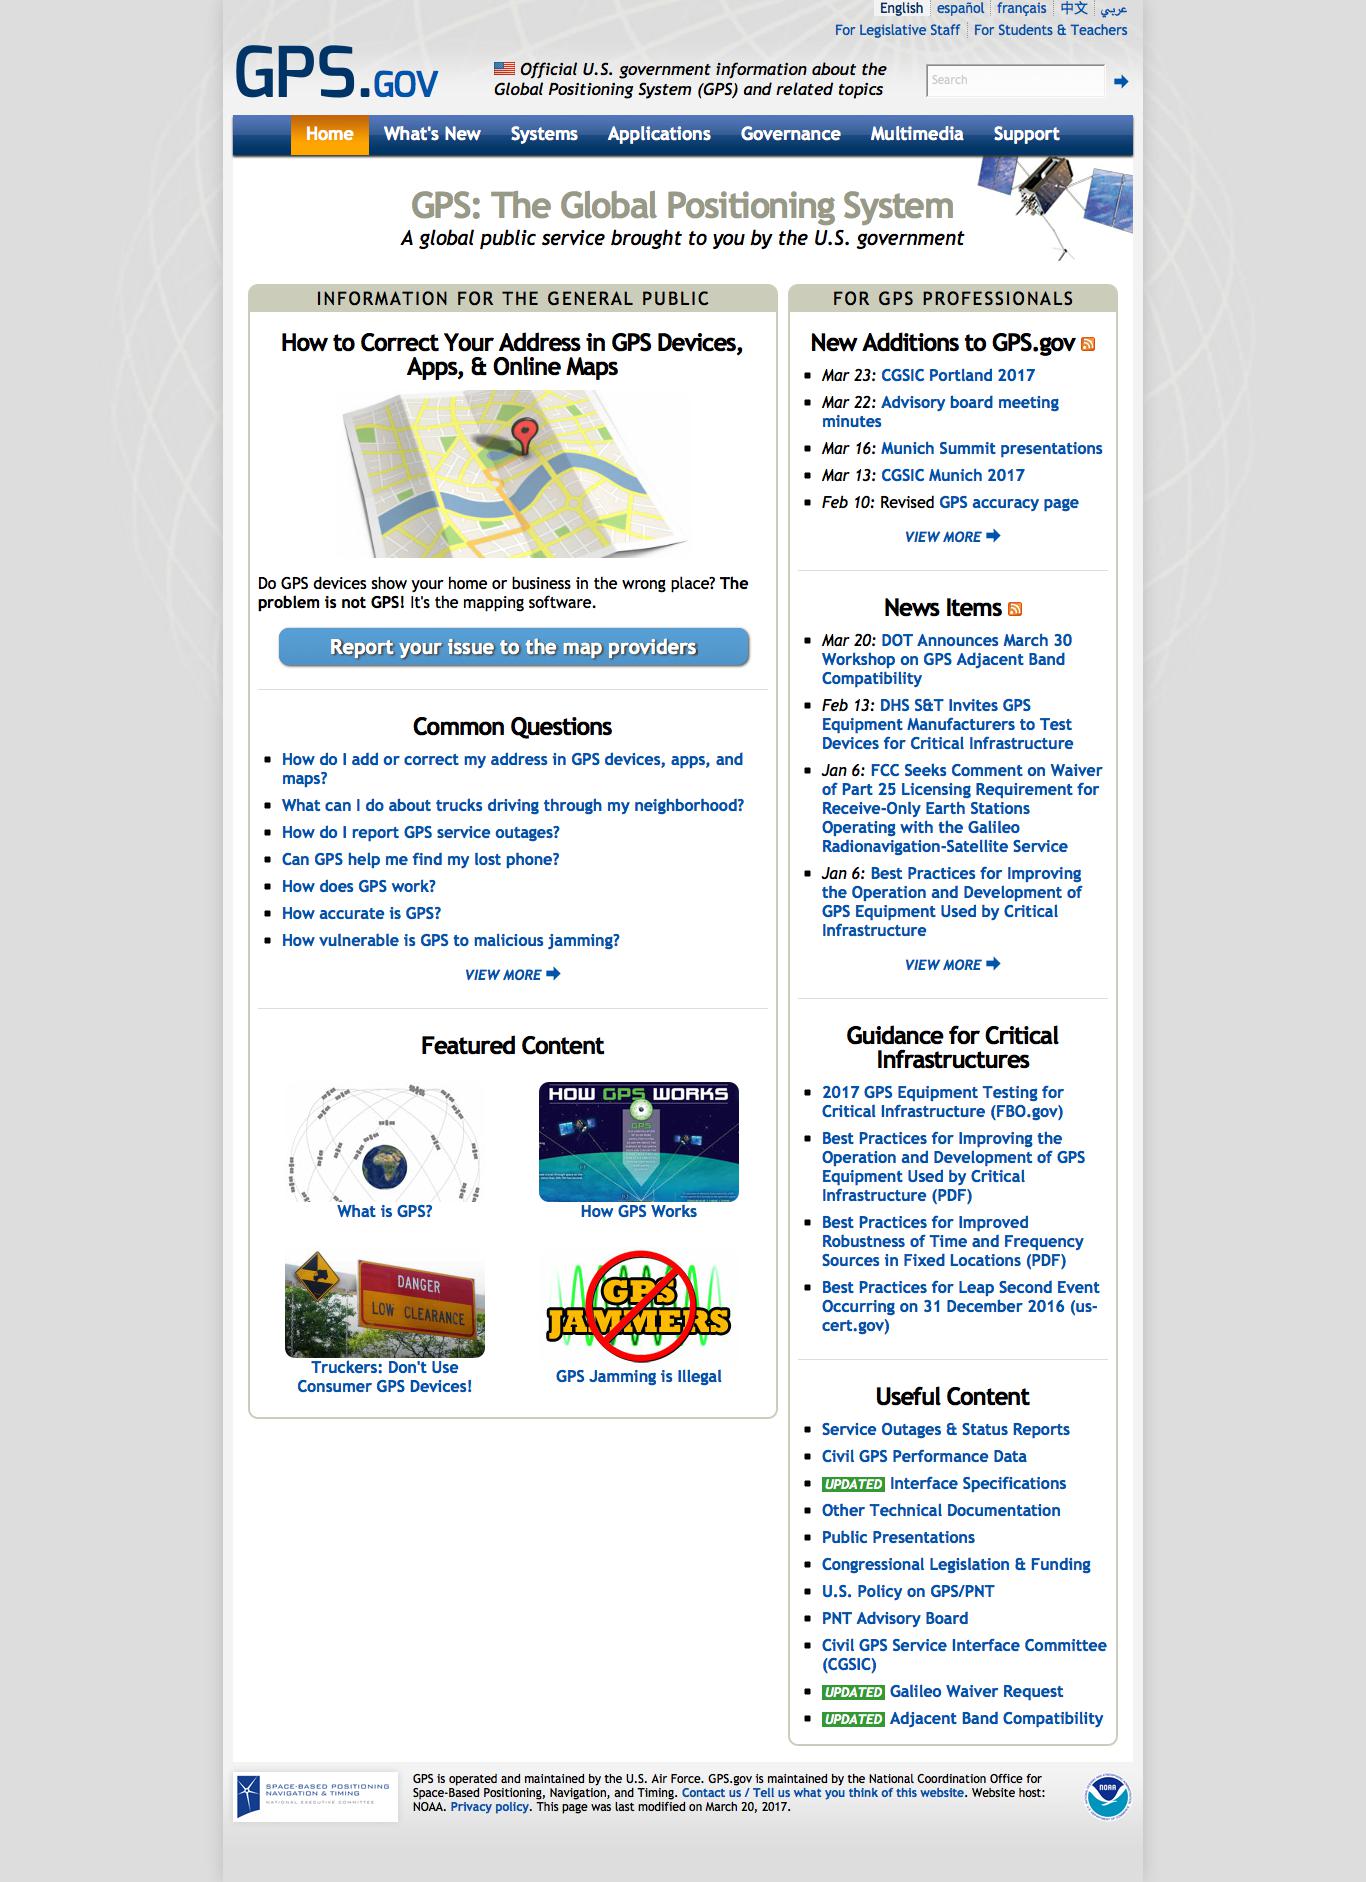 English español français 中文 عربي
For Legislative Staff For Students & Teachers
GPS.GOV
Official U.S. government information about the
Global Positioning System (GPS) and related topics
Search
Home What's New Systems Applications Governance Multimedia Support
GPS: The Global Positioning System
A global public service brought to you by the U.S. government
INFORMATION FOR THE GENERAL PUBLIC
How to Correct Your Address in GPS Devices,
Apps, & Online Maps
Do GPS devices show your home or business in the wrong place? The
problem is not GPS! It's the mapping software.
Report your issue to the map providers
Common Questions
How do I add or correct my address in GPS devices, apps, and
maps?
What can I do about trucks driving through my neighborhood?
How do I report GPS service outages?
Can GPS help me find my lost phone?
How does GPS work?
How accurate is GPS?
How vulnerable is GPS to malicious jamming?
VIEW MORE
Featured Content
What is GPS?
HOW GPS WORKS
GPS
How GPS Works
DANGER
LOW CLEARANCE
Truckers: Don't Use
Consumer GPS Devices!
GPS
JAMMERS
GPS Jamming is Illegal
FOR GPS PROFESSIONALS
New Additions to GPS.gov
Mar 23: CGSIC Portland 2017
Mar 22: Advisory board meeting
minutes
Mar 16: Munich Summit presentations
Mar 13: CGSIC Munich 2017
Feb 10: Revised GPS accuracy page
VIEW MORE
News Items
Mar 20: DOT Announces March 30
Workshop on GPS Adjacent Band
Compatibility
Feb 13: DHS S&T Invites GPS
Equipment Manufacturers to Test
Devices for Critical Infrastructure
Jan 6: FCC Seeks Comment on Waiver
of Part 25 Licensing Requirement for
Receive-Only Earth Stations
Operating with the Galileo
Radionavigation-Satellite Service
Jan 6: Best Practices for Improving
the Operation and Development of
GPS Equipment Used by Critical
Infrastructure
VIEW MORE
Guidance for Critical
Infrastructures
2017 GPS Equipment Testing for
Critical Infrastructure (FBO.gov)
Best Practices for Improving the
Operation and Development of GPS
Equipment Used by Critical
Infrastructure (PDF)
Best Practices for Improved
Robustness of Time and Frequency
Sources in Fixed Locations (PDF)
Best Practices for Leap Second Event
Occurring on 31 December 2016 (us-
cert.gov)
Useful Content
Service Outages & Status Reports
Civil GPS Performance Data
UPDATED Interface Specifications
Other Technical Documentation
Public Presentations
Congressional Legislation & Funding
U.S. Policy on GPS/PNT
PNT Advisory Board
Civil GPS Service Interface Committee
(CGSIC)
UPDATED Galileo Waiver Request
UPDATED Adjacent Band Compatibility
SPACE-BASED POSITIONING
NAVIGATION & TIMING
NATIONAL EXECUTIVE COMMITTEE
GPS is operated and maintained by the U.S. Air Force. GPS.gov is maintained by the National Coordination Office for
Space-Based Positioning, Navigation, and Timing. Contact us / Tell us what you think of this website. Website host:
NOAA. Privacy policy. This page was last modified on March 20, 2017.
NOAA